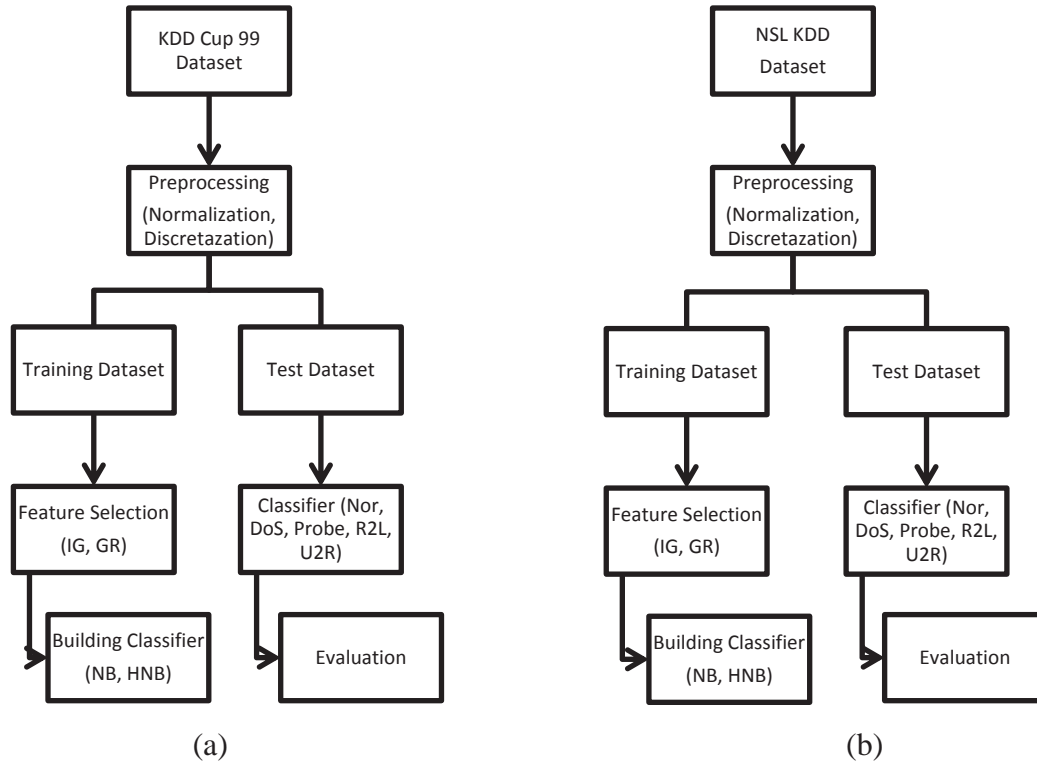 KDD Cup 99
Dataset
Preprocessing
(Normalization,
Discretazation)
Training Dataset
Test Dataset
Feature Selection
(IG, GR)
Classifier (Nor,
DoS, Probe, R2L,
U2R)
Building Classifier
(NB, HNB)
Evaluation
(a)
NSL KDD
Dataset
Preprocessing
(Normalization,
Discretazation)
Training Dataset
Test Dataset
Feature Selection
(IG, GR)
Classifier (Nor,
DoS, Probe, R2L,
U2R)
Building Classifier
(NB, HNB)
Evaluation
(b)